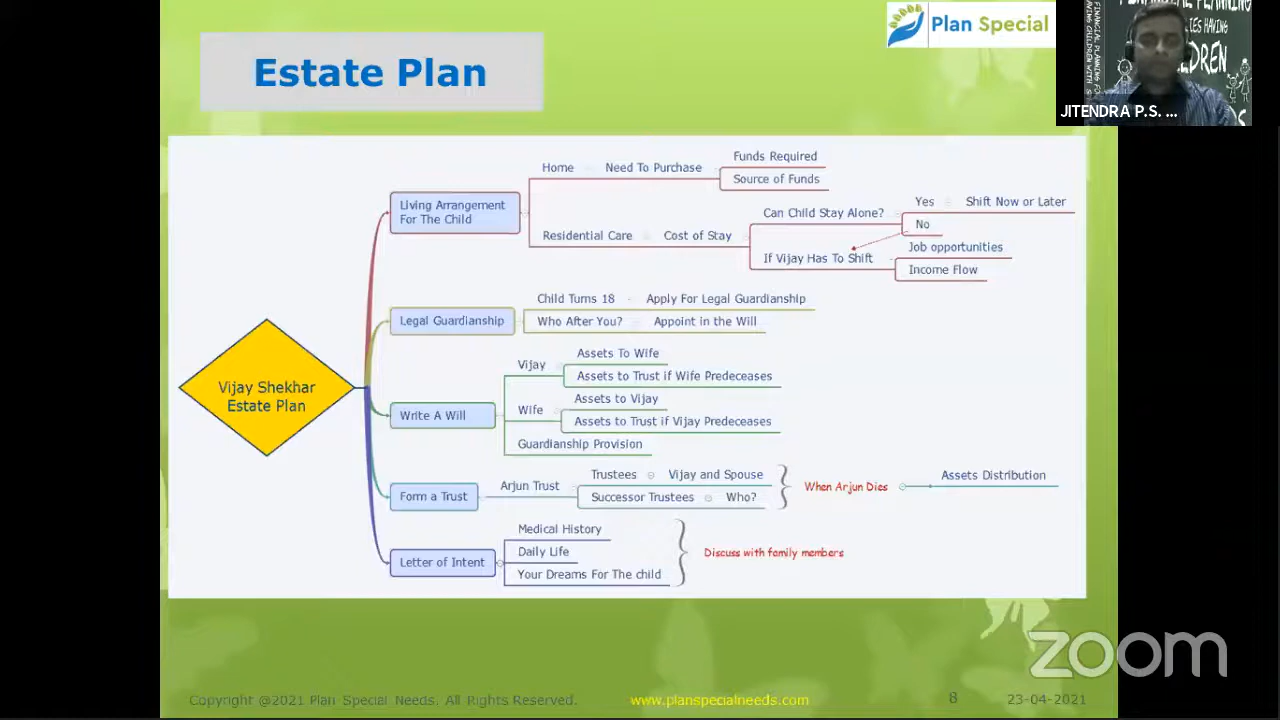 Estate Plan
Plan Special
JITENDRA P.S. ...
Vijay Shekhar
Estate Plan
Living Arrangement
For The Child
Home
Need To Purchase
Funds Required
Source of Funds
Residential Care
Cost of Stay
Can Child Stay Alone?
Yes
Shift Now or Later
No
If Vijay Has To Shift
Job opportunities
Income Flow
Legal Guardianship
Child Turns 18
Apply For Legal Guardianship
Who After You?
Appoint in the Will
Write A Will
Vijay
Assets To Wife
Assets to Trust if Wife Predeceases
Wife
Assets to Vijay
Assets to Trust if Vijay Predeceases
Guardianship Provision
Form a Trust
Arjun Trust
Trustees
Vijay and Spouse
Successor Trustees
Who?
When Arjun Dies
Assets Distribution
Letter of Intent
Medical History
Daily Life
Your Dreams For The child
Discuss with family members
zoom
Copyright @2021 Plan Special Needs. All Rights Reserved.
www.planspecialneeds.com
8
23-04-2021